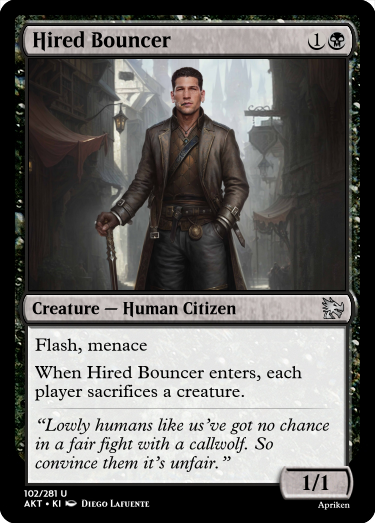 Hired Bouncer 1
Creature — Human Citizen
Flash, menace
When Hired Bouncer enters, each
player sacrifices a creature.
“Lowly humans like us’ve got no chance
in a fair fight with a callwolf. So
convince them it’s unfair.”
1/1
102/281 U
AKT • KI Diego Lafuente
Apriken